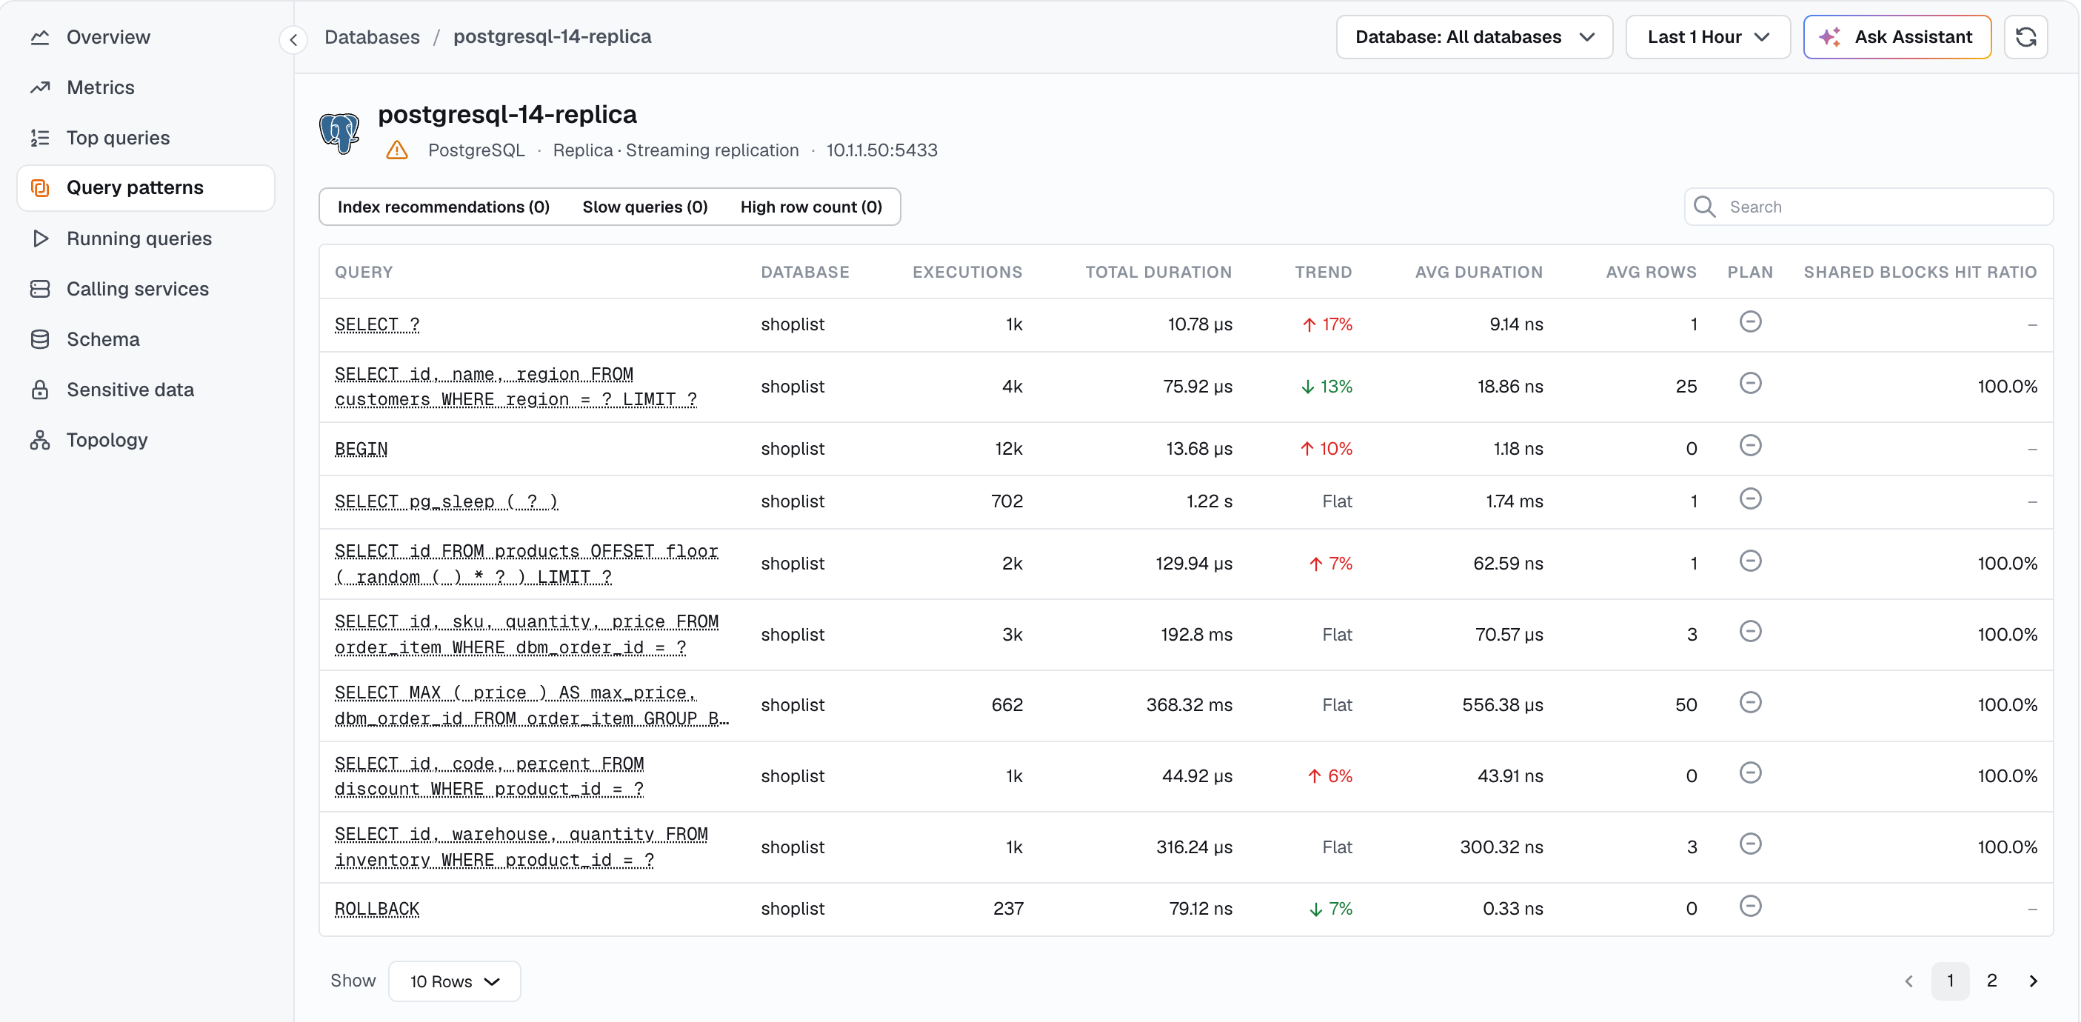 Overview
Metrics
Top queries
Query patterns
Running queries
Calling services
Schema
Sensitive data
Topology
Databases / postgresql-14-replica
Database: All databases
Last 1 Hour
Ask Assistant
postgresql-14-replica
PostgreSQL · Replica · Streaming replication · 10.1.1.50:5433
Index recommendations (0) Slow queries (0) High row count (0)
Search
QUERY DATABASE EXECUTIONS TOTAL DURATION TREND AVG DURATION AVG ROWS PLAN SHARED BLOCKS HIT RATIO
SELECT ? shoplist 1k 10.78 µs ↑ 17% 9.14 ns 1 –
SELECT id, name, region FROM
customers WHERE region = ? LIMIT ? shoplist 4k 75.92 µs ↓ 13% 18.86 ns 25 100.0%
BEGIN shoplist 12k 13.68 µs ↑ 10% 1.18 ns 0 –
SELECT pg_sleep ( ? ) shoplist 702 1.22 s Flat 1.74 ms 1 –
SELECT id FROM products OFFSET floor
( random ( ) * ? ) LIMIT ? shoplist 2k 129.94 µs ↑ 7% 62.59 ns 1 100.0%
SELECT id, sku, quantity, price FROM
order_item WHERE dbm_order_id = ? shoplist 3k 192.8 ms Flat 70.57 µs 3 100.0%
SELECT MAX ( price ) AS max_price,
dbm_order_id FROM order_item GROUP B… shoplist 662 368.32 ms Flat 556.38 µs 50 100.0%
SELECT id, code, percent FROM
discount WHERE product_id = ? shoplist 1k 44.92 µs ↑ 6% 43.91 ns 0 100.0%
SELECT id, warehouse, quantity FROM
inventory WHERE product_id = ? shoplist 1k 316.24 µs Flat 300.32 ns 3 100.0%
ROLLBACK shoplist 237 79.12 ns ↓ 7% 0.33 ns 0 –
Show 10 Rows
1 2